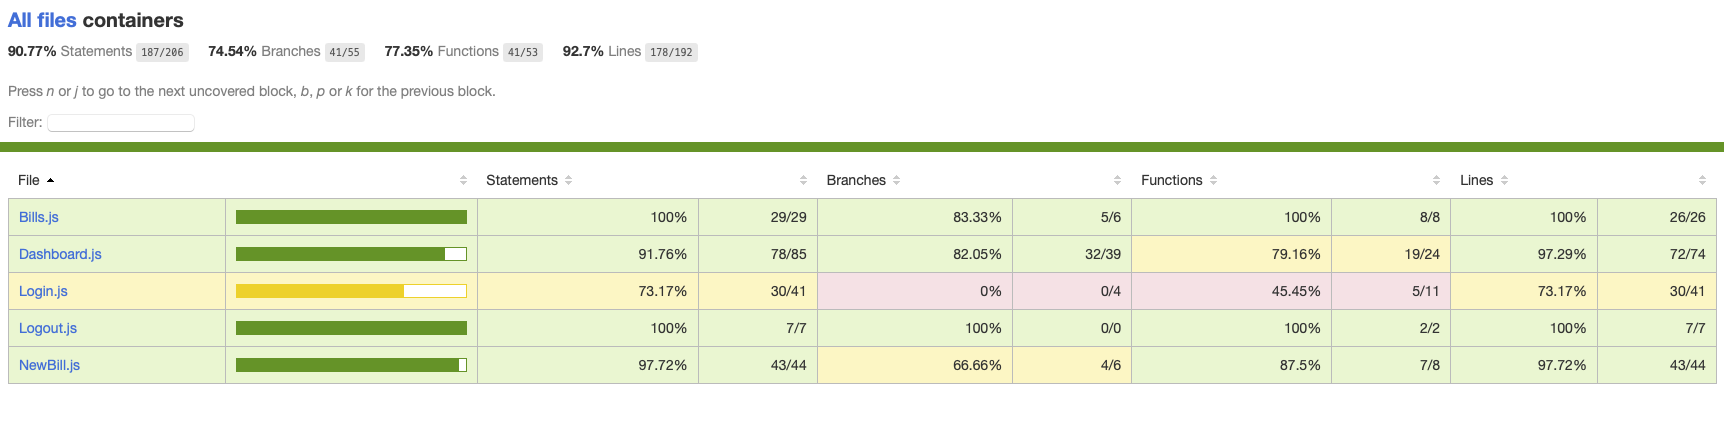 All files containers
90.77% Statements 187/206 74.54% Branches 41/55 77.35% Functions 41/53 92.7% Lines 178/192
Press n or j to go to the next uncovered block, b, p or k for the previous block.
Filter:
File Statements Branches Functions Lines
Bills.js 100% 29/29 83.33% 5/6 100% 8/8 100% 26/26
Dashboard.js 91.76% 78/85 82.05% 32/39 79.16% 19/24 97.29% 72/74
Login.js 73.17% 30/41 0% 0/4 45.45% 5/11 73.17% 30/41
Logout.js 100% 7/7 100% 0/0 100% 2/2 100% 7/7
NewBill.js 97.72% 43/44 66.66% 4/6 87.5% 7/8 97.72% 43/44